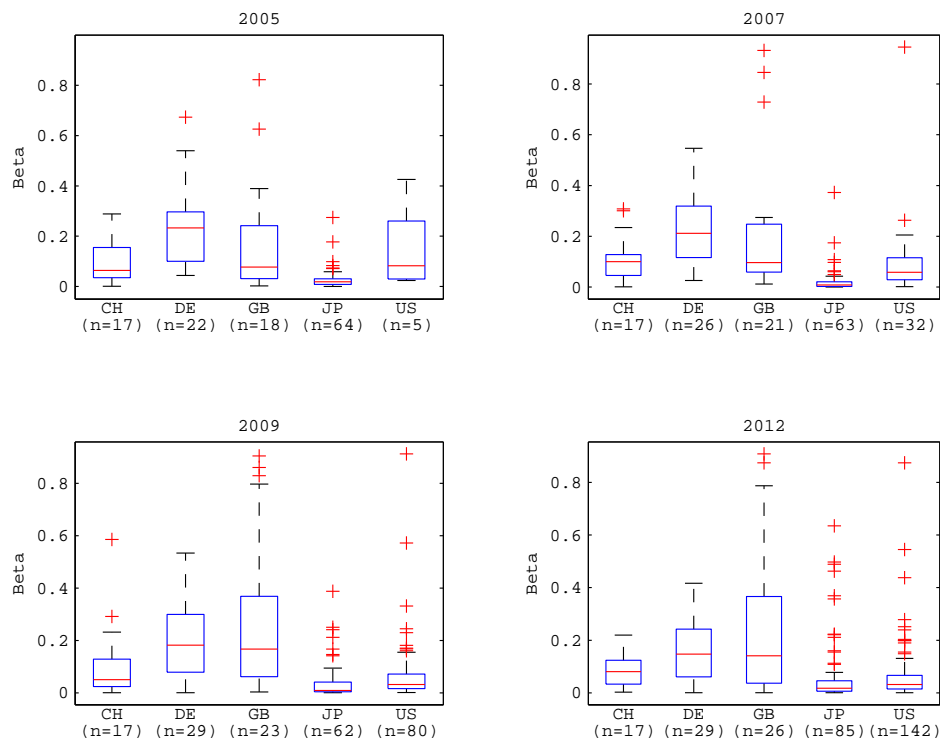 2005
Beta
0.8
0.6
0.4
0.2
0
CH DE GB JP US
(n=17) (n=22) (n=18) (n=64) (n=5)
2007
Beta
0.8
0.6
0.4
0.2
0
CH DE GB JP US
(n=17) (n=26) (n=21) (n=63) (n=32)
2009
Beta
0.8
0.6
0.4
0.2
0
CH DE GB JP US
(n=17) (n=29) (n=23) (n=62) (n=80)
2012
Beta
0.8
0.6
0.4
0.2
0
CH DE GB JP US
(n=17) (n=29) (n=26) (n=85) (n=142)